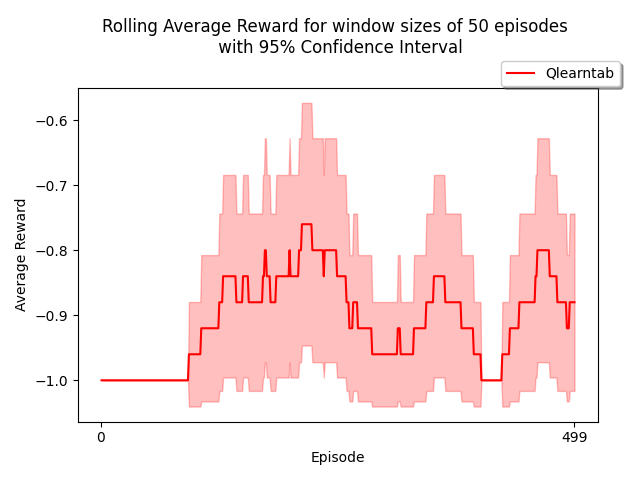 Rolling Average Reward for window sizes of 50 episodes
with 95% Confidence Interval
Qlearntab
−0.6
−0.7
−0.8
−0.9
−1.0
Average Reward
0
499
Episode